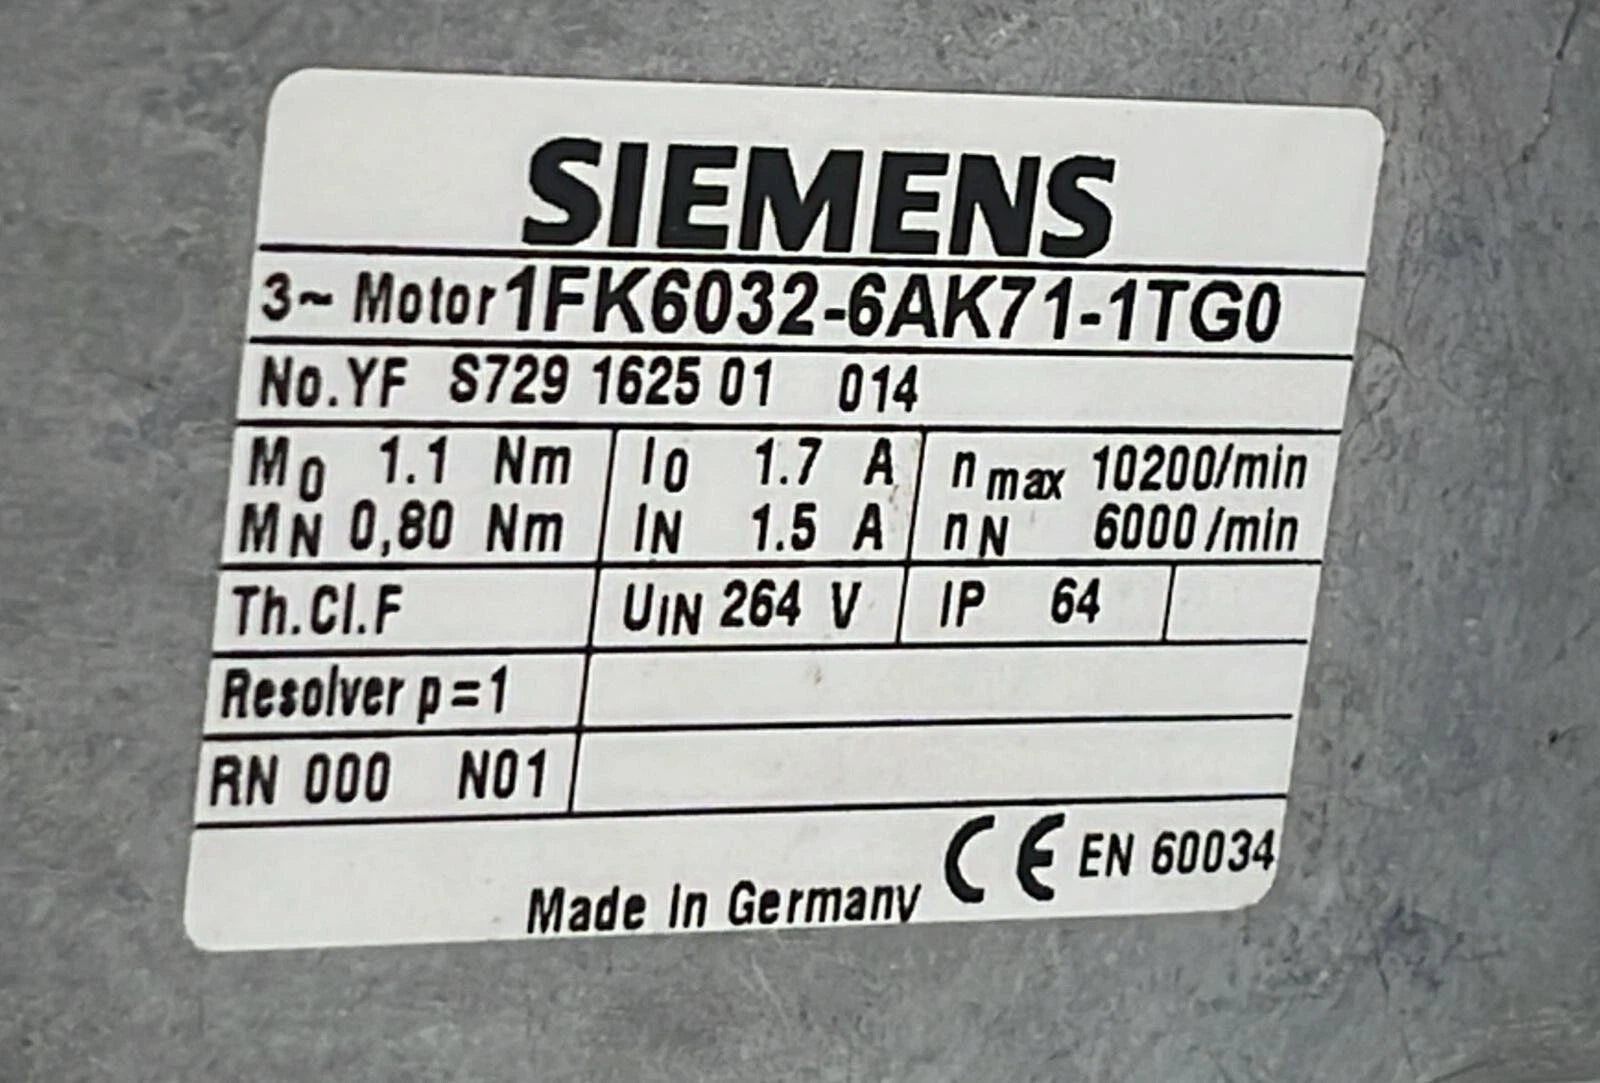 SIEMENS
3~ Motor 1FK6032-6AK71-1TG0
No.YF S729 1625 01 014
M0 1.1 Nm I0 1.7 A n max 10200/min
MN 0,80 Nm IN 1.5 A nN 6000/min
Th.Cl.F UIN 264 V IP 64
Resolver p=1
RN 000 N01
Made In Germany CE EN 60034